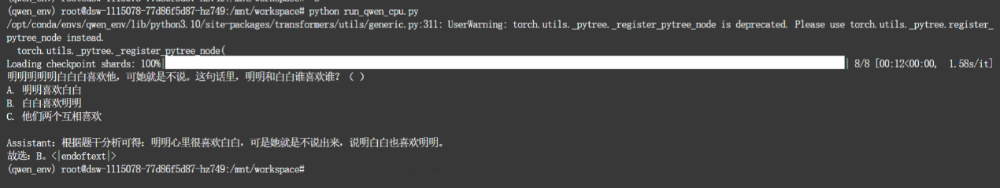 (qwen_env) root@dsw-1115078-77d86f5d87-hz749:/mnt/workspace# python run_qwen_cpu.py
/opt/conda/envs/qwen_env/lib/python3.10/site-packages/transformers/utils/generic.py:311: UserWarning: torch.utils._pytree._register_pytree_node is deprecated. Please use torch.utils._pytree.register_
pytree_node instead.
  torch.utils._pytree._register_pytree_node(
Loading checkpoint shards: 100%|██████████| 8/8 [00:12<00:00,  1.58s/it]
明明明明明白白白喜欢他，可她就是不说。这句话里，明明和白白谁喜欢谁？（ ）
A. 明明喜欢白白
B. 白白喜欢明明
C. 他们两个互相喜欢
Assistant：根据题干分析可得：明明心里很喜欢白白，可是她就是不说出来，说明白白也喜欢明明。
故选：B。<|endoftext|>
(qwen_env) root@dsw-1115078-77d86f5d87-hz749:/mnt/workspace#